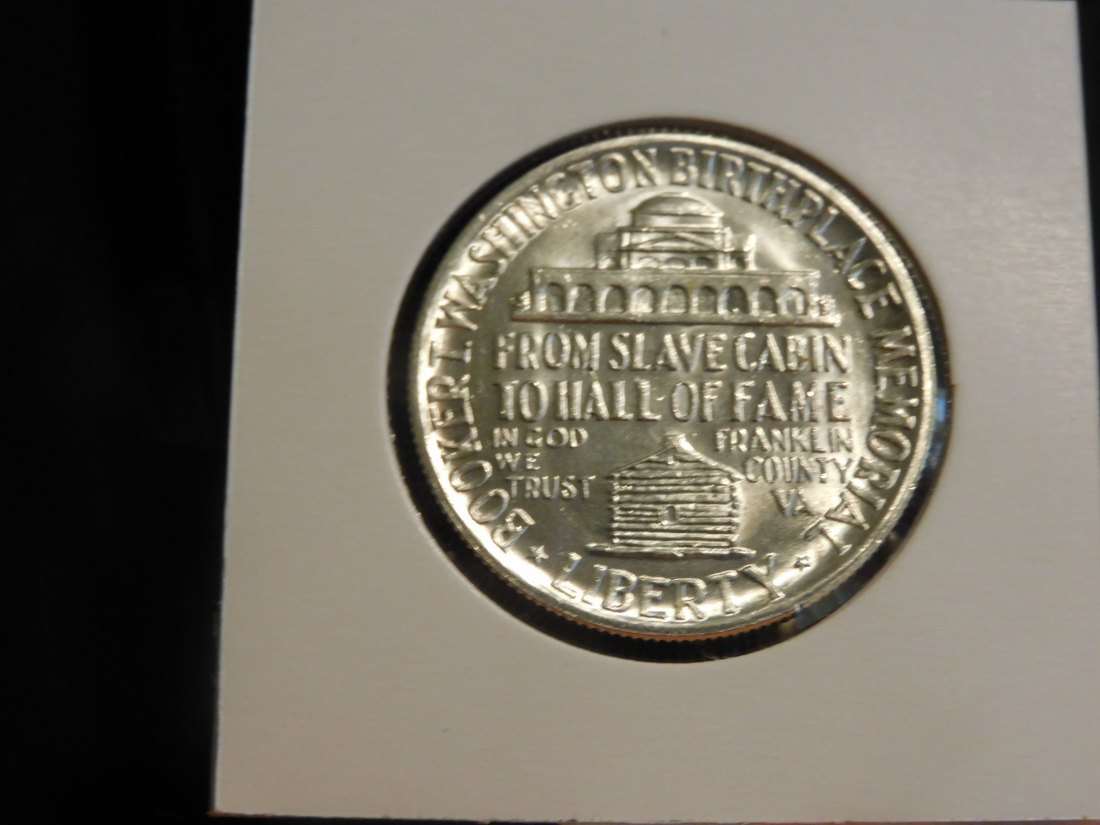 BOOKER T. WASHINGTON BIRTHPLACE MEMORIAL
FROM SLAVE CABIN
TO HALL OF FAME
IN GOD
WE
TRUST
FRANKLIN
COUNTY
VA
LIBERTY